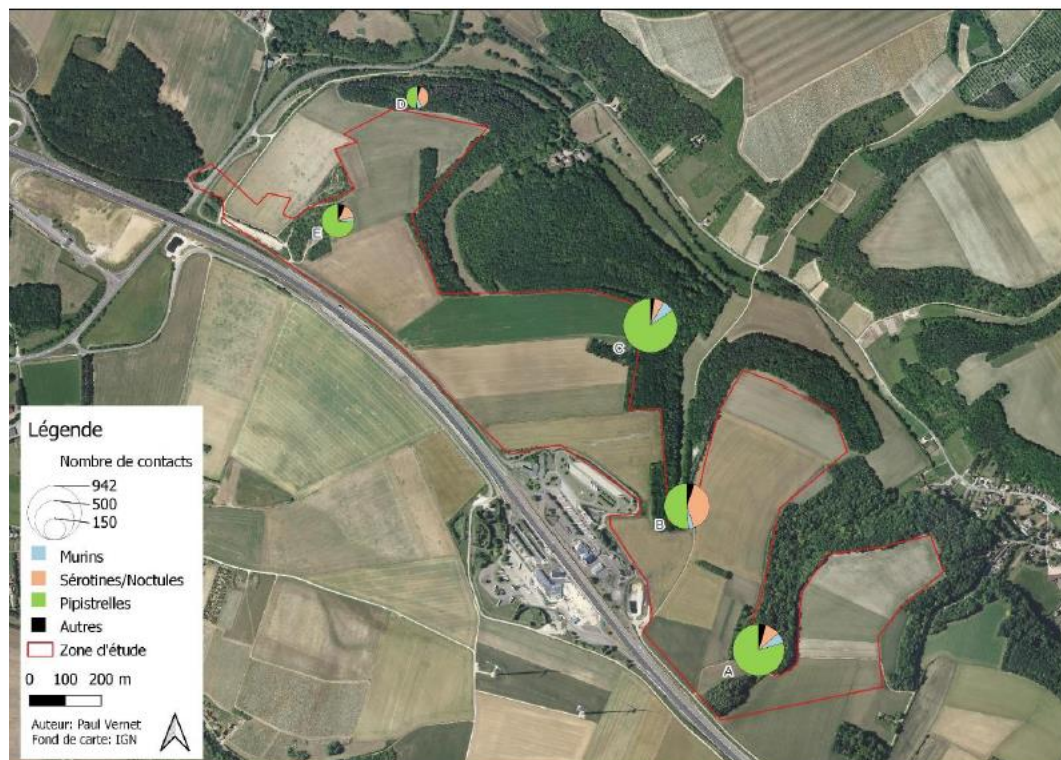 D
E
C
B
A
Légende
Nombre de contacts
942
500
150
Murins
Sérotines/Noctules
Pipistrelles
Autres
Zone d'étude
0 100 200 m
Auteur: Paul Vernet
Fond de carte: IGN